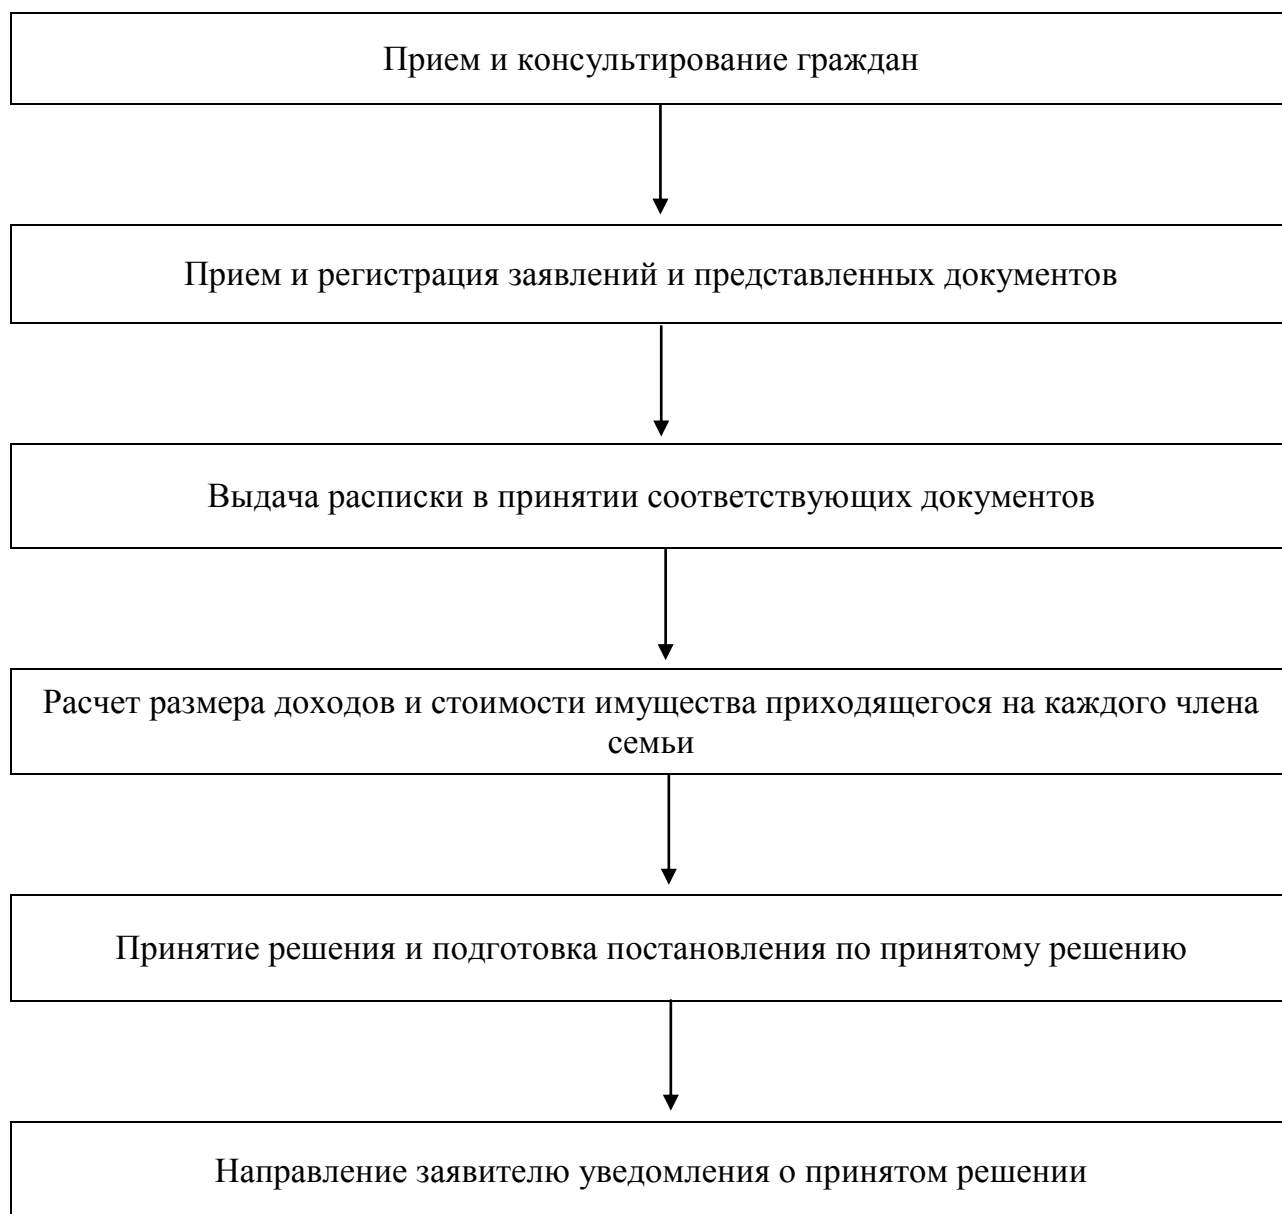 Прием и консультирование граждан
Прием и регистрация заявлений и представленных документов
Выдача расписки в принятии соответствующих документов
Расчет размера доходов и стоимости имущества приходящегося на каждого члена
семьи
Принятие решения и подготовка постановления по принятому решению
Направление заявителю уведомления о принятом решении